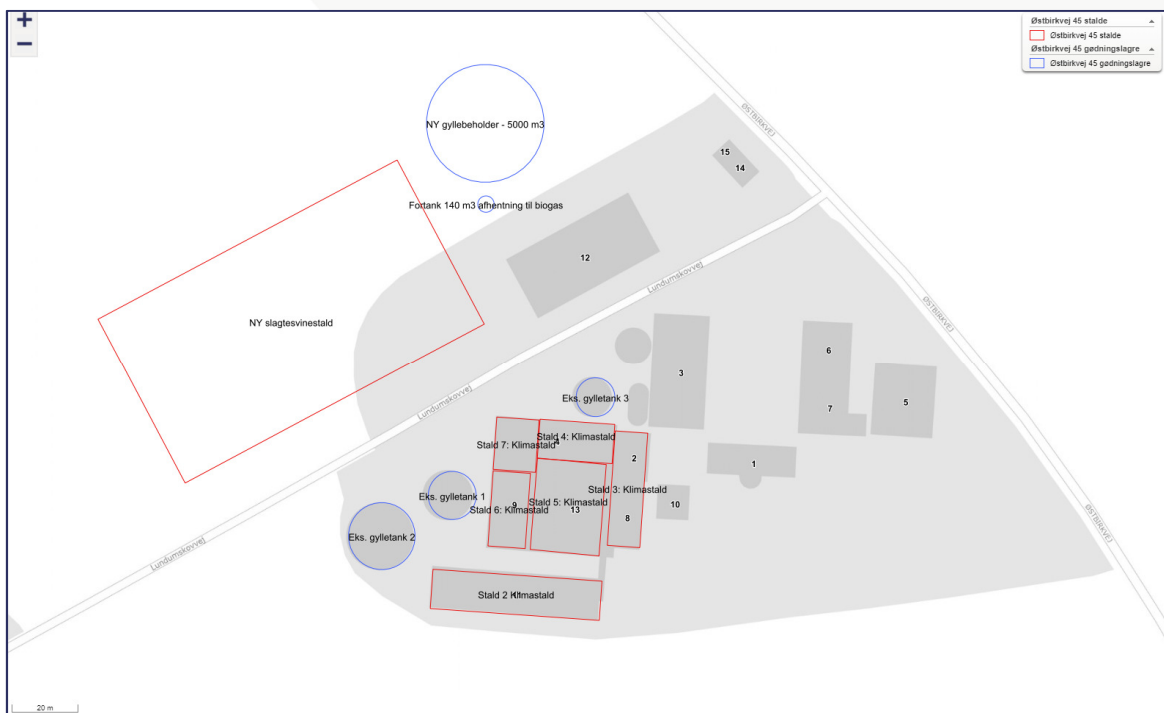 +
−
Østbirkvej 45 stalde
Østbirkvej 45 stalde
Østbirkvej 45 gødningslagre
Østbirkvej 45 gødningslagre
NY gyllebeholder - 5000 m3
ØSTBIRKVEJ
15
14
Fortank 140 m3 afhentning til biogas
12
Lundumskovvej
NY slagtesvinestald
ØSTBIRKVEJ
6
3
Eks. gylletank 3
5
7
Lundumskovvej
Stald 4: Klimastald
4
Stald 7: Klimastald
2
1
Stald 3: Klimastald
Eks. gylletank 1
9
Stald 5: Klimastald
10
Stald 6: Klimastald
13
8
ØSTBIRKVEJ
Eks. gylletank 2
Lundumskovvej
Stald 2 Klimastald
20 m